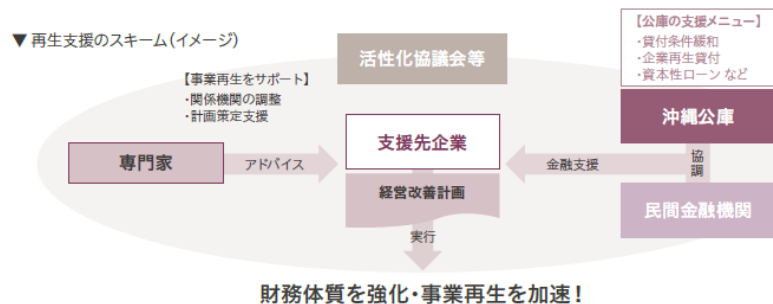 ▼再生支援のスキーム(イメージ)
【公庫の支援メニュー】
・貸付条件緩和
・企業再生貸付
・資本性ローン など
活性化協議会等
【事業再生をサポート】
・関係機関の調整
・計画策定支援
沖縄公庫
支援先企業
専門家
アドバイス
金融支援
協調
経営改善計画
民間金融機関
実行
財務体質を強化・事業再生を加速!